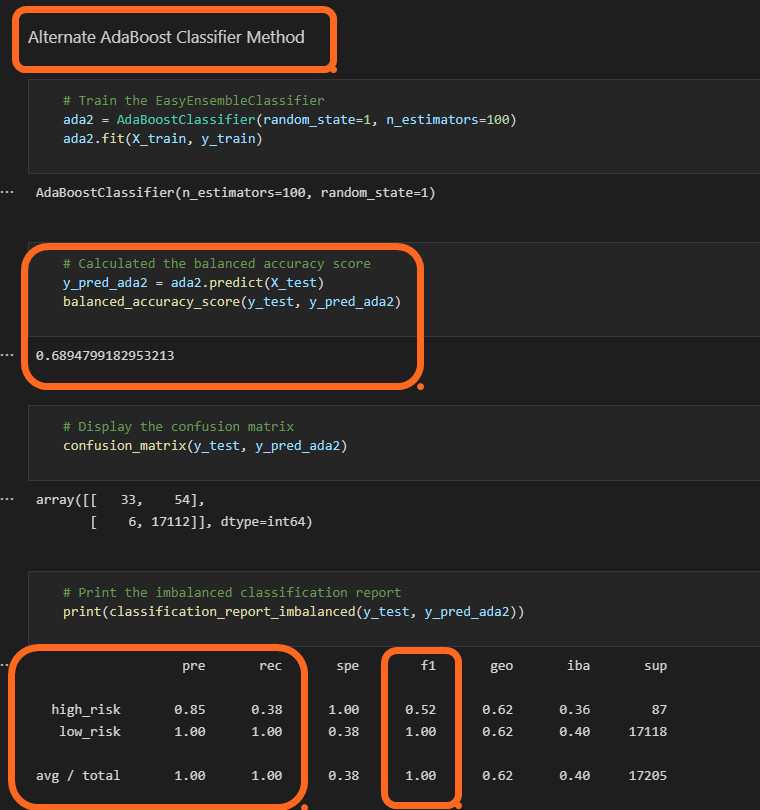 Alternate AdaBoost Classifier Method
# Train the EasyEnsembleClassifier
ada2 = AdaBoostClassifier(random_state=1, n_estimators=100)
ada2.fit(X_train, y_train)
... AdaBoostClassifier(n_estimators=100, random_state=1)
# Calculated the balanced accuracy score
y_pred_ada2 = ada2.predict(X_test)
balanced_accuracy_score(y_test, y_pred_ada2)
... 0.6894799182953213
# Display the confusion matrix
confusion_matrix(y_test, y_pred_ada2)
... array([[   33,    54],
       [    6, 17112]], dtype=int64)
# Print the imbalanced classification report
print(classification_report_imbalanced(y_test, y_pred_ada2))
... pre rec spe f1 geo iba sup
high_risk 0.85 0.38 1.00 0.52 0.62 0.36 87
low_risk 1.00 1.00 0.38 1.00 0.62 0.40 17118
avg / total 1.00 1.00 0.38 1.00 0.62 0.40 17205